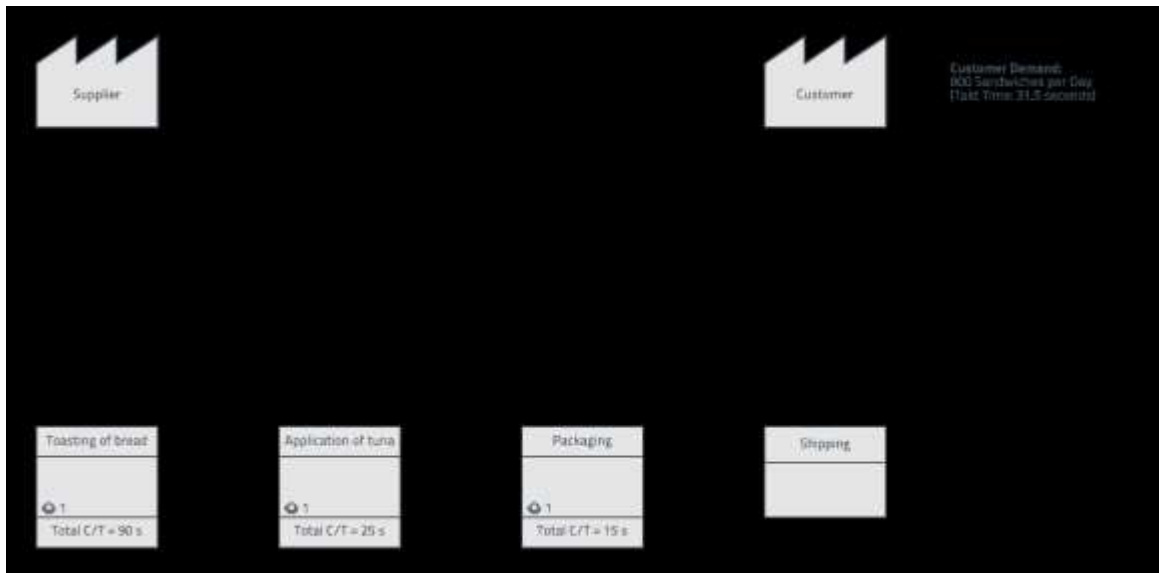 Supplier
Customer
Customer Demand:
800 Sandwiches per Day
(Takt Time: 31,5 seconds)
Toasting of bread
1
Total C/T = 90 s
Application of tuna
1
Total C/T = 25 s
Packaging
1
Total C/T = 15 s
Shipping